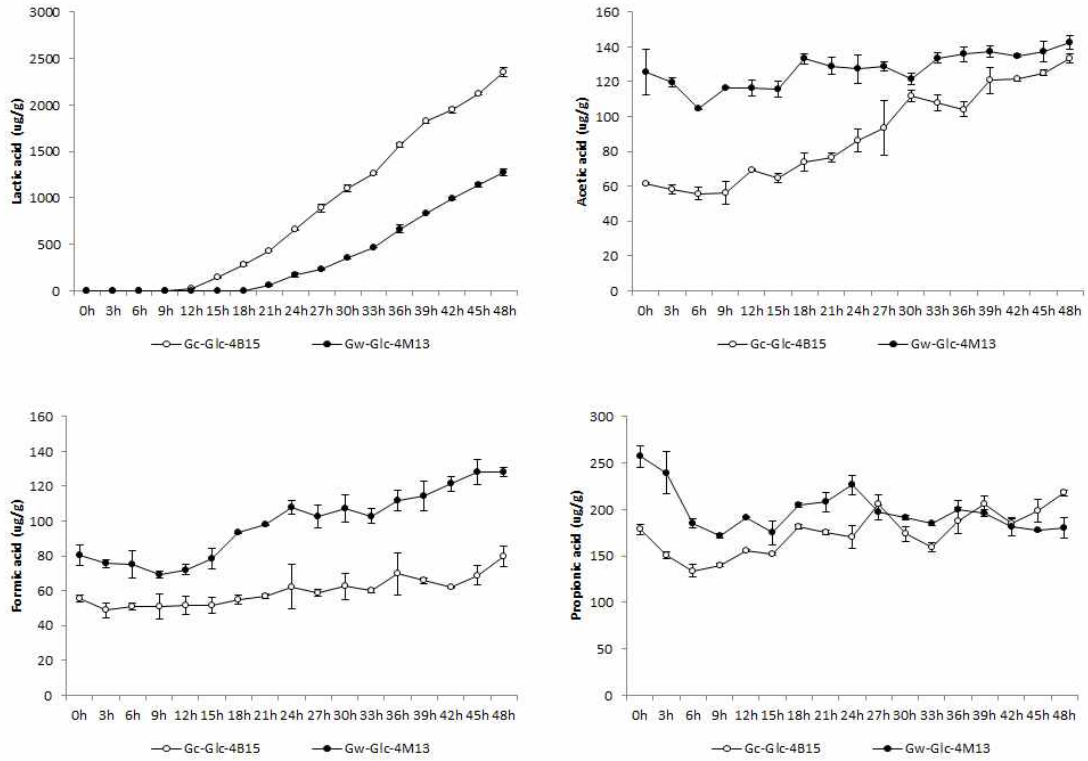 Lactic acid (ug/g)
3000
2500
2000
1500
1000
500
0
0h 3h 6h 9h 12h 15h 18h 21h 24h 27h 30h 33h 36h 39h 42h 45h 48h
Gc-Glc-4B15 Gw-Glc-4M13
Acetic acid (ug/g)
160
140
120
100
80
60
40
20
0
0h 3h 6h 9h 12h 15h 18h 21h 24h 27h 30h 33h 36h 39h 42h 45h 48h
Gc-Glc-4B15 Gw-Glc-4M13
Formic acid (ug/g)
160
140
120
100
80
60
40
20
0
0h 3h 6h 9h 12h 15h 18h 21h 24h 27h 30h 33h 36h 39h 42h 45h 48h
Gc-Glc-4B15 Gw-Glc-4M13
Propionic acid (ug/g)
300
250
200
150
100
50
0
0h 3h 6h 9h 12h 15h 18h 21h 24h 27h 30h 33h 36h 39h 42h 45h 48h
Gc-Glc-4B15 Gw-Glc-4M13